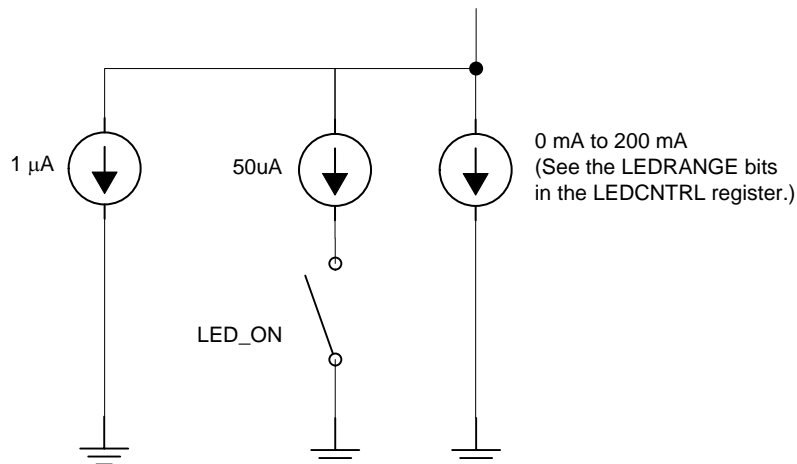 1 μA
50uA
0 mA to 200 mA
(See the LEDRANGE bits
in the LEDCNTRL register.)
LED_ON